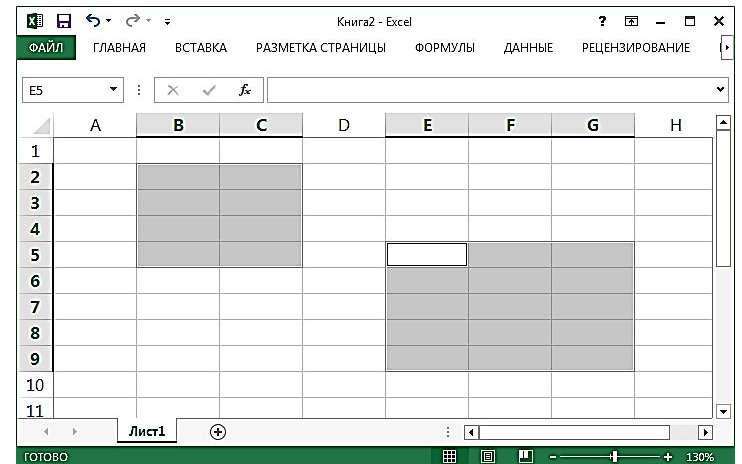 Книга2 - Excel ?
ФАЙЛ ГЛАВНАЯ ВСТАВКА РАЗМЕТКА СТРАНИЦЫ ФОРМУЛЫ ДАННЫЕ РЕЦЕНЗИРОВАНИЕ
E5 fx
A B C D E F G H
1
2
3
4
5
6
7
8
9
10
11
Лист1
ГОТОВО 130%